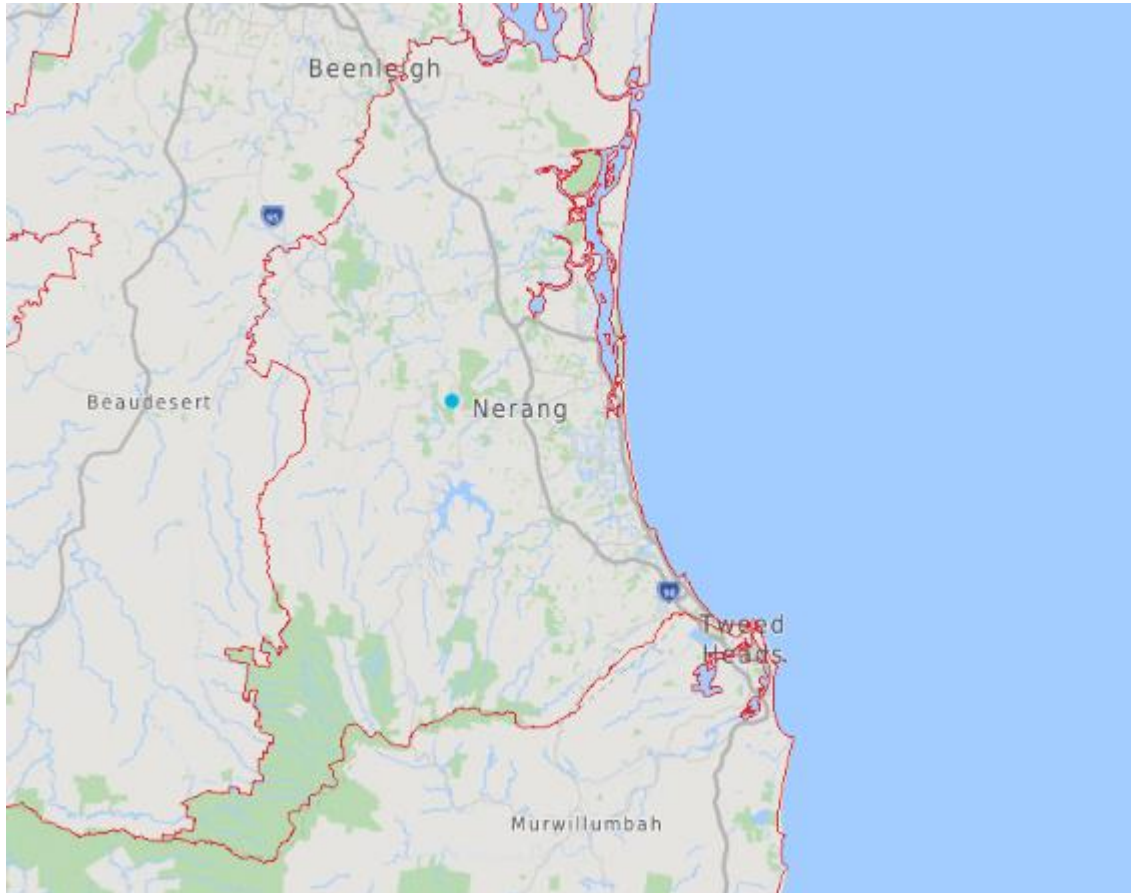 Beenleigh
Beaudesert
Nerang
Tweed
Heads
Murwillumbah